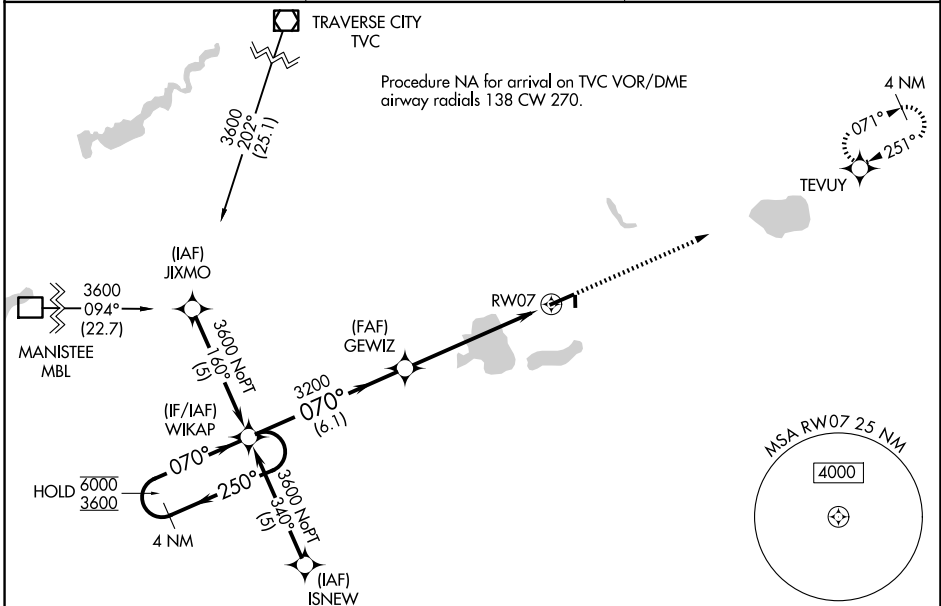 TRAVERSE CITY
TVC
Procedure NA for arrival on TVC VOR/DME
airway radials 138 CW 270.
4 NM
071°
251°
TEVUY
3600
202°
(25.1)
(IAF)
JIXMO
3600
094°
(22.7)
MANISTEE
MBL
RW07
(FAF)
GEWIZ
3600 NoPT
160°
(5)
3200
070°
(6.1)
(IF/IAF)
WIKAP
070°
250°
HOLD 6000
3600
4 NM
3600 NoPT
340°
(5)
(IAF)
ISNEW
MSA RW07 25 NM
4000